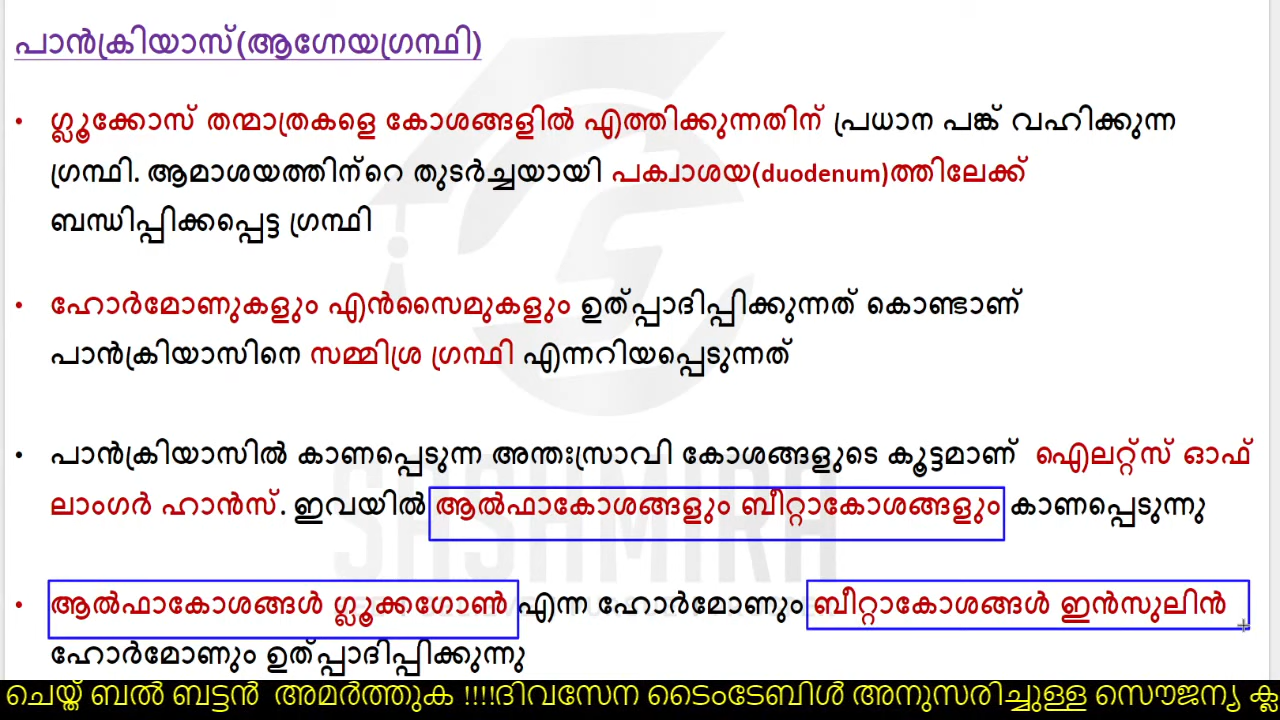 പാൻക്രിയാസ്(ആഗ്നേയഗ്രന്ഥി)
• ഗ്ലൂക്കോസ് തന്മാത്രകളെ കോശങ്ങളിൽ എത്തിക്കുന്നതിന് പ്രധാന പങ്ക് വഹിക്കുന്ന
ഗ്രന്ഥി. ആമാശയത്തിന്റെ തുടർച്ചയായി പക്വാശയ(duodenum)ത്തിലേക്ക്
ബന്ധിപ്പിക്കപ്പെട്ട ഗ്രന്ഥി
• ഹോർമോണുകളും എൻസൈമുകളും ഉത്പ്പാദിപ്പിക്കുന്നത് കൊണ്ടാണ്
പാൻക്രിയാസിനെ സമ്മിശ്ര ഗ്രന്ഥി എന്നറിയപ്പെടുന്നത്
• പാൻക്രിയാസിൽ കാണപ്പെടുന്ന അന്തഃസ്രാവി കോശങ്ങളുടെ കൂട്ടമാണ് ഐലറ്റ്സ് ഓഫ്
ലാംഗർ ഹാൻസ്. ഇവയിൽ ആൽഫാകോശങ്ങളും ബീറ്റാകോശങ്ങളും കാണപ്പെടുന്നു
• ആൽഫാകോശങ്ങൾ ഗ്ലൂക്കഗോൺ എന്ന ഹോർമോണും ബീറ്റാകോശങ്ങൾ ഇൻസുലിൻ
ഹോർമോണും ഉത്പ്പാദിപ്പിക്കുന്നു
SASHMIRA
ചെയ്ത് ബൽ ബട്ടൻ അമർത്തുക !!!!ദിവസേന ടൈംടേബിൾ അനുസരിച്ചുള്ള സൌജന്യ ക്ല